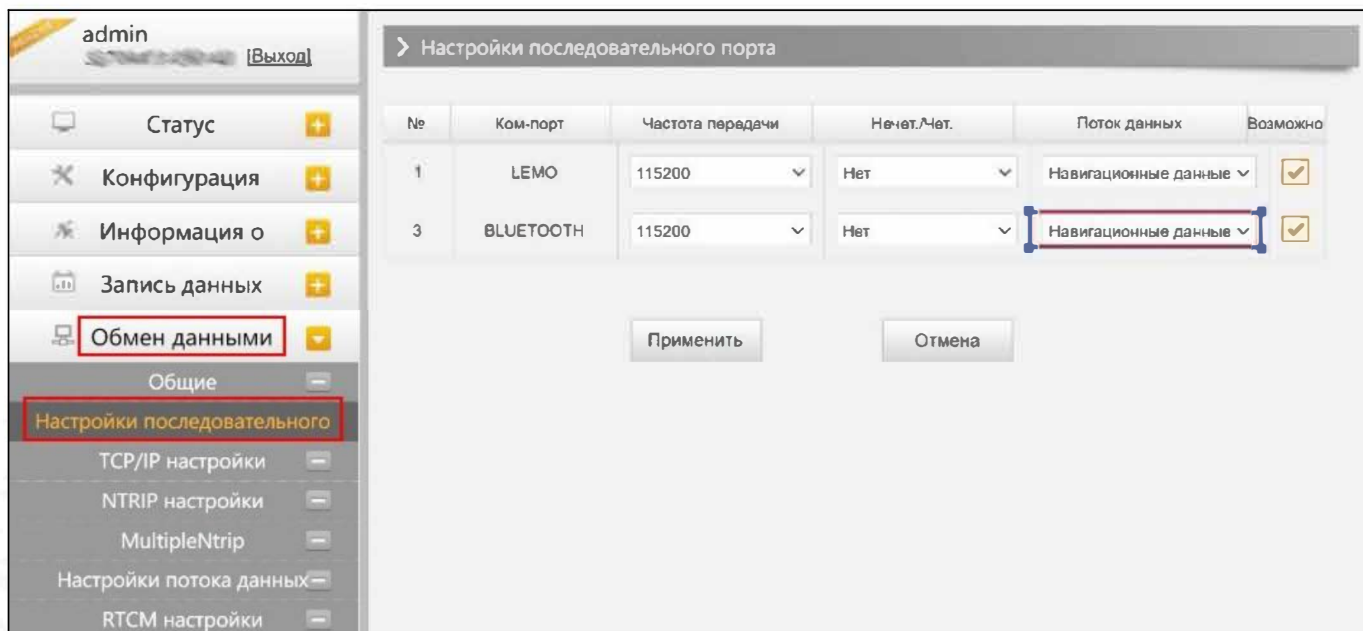 admin
[Выход]
Статус
Конфигурация
Информация о
Запись данных
Обмен данными
Общие
Настройки последовательного
TCP/IP настройки
NTRIP настройки
MultipleNtrip
Настройки потока данных
RTCM настройки
Настройки последовательного порта
№ Ком-порт Частота передачи Нечет./Чет. Поток данных Возможно
1 LEMO 115200 Нет Навигационные данные
3 BLUETOOTH 115200 Нет Навигационные данные
Применить Отмена